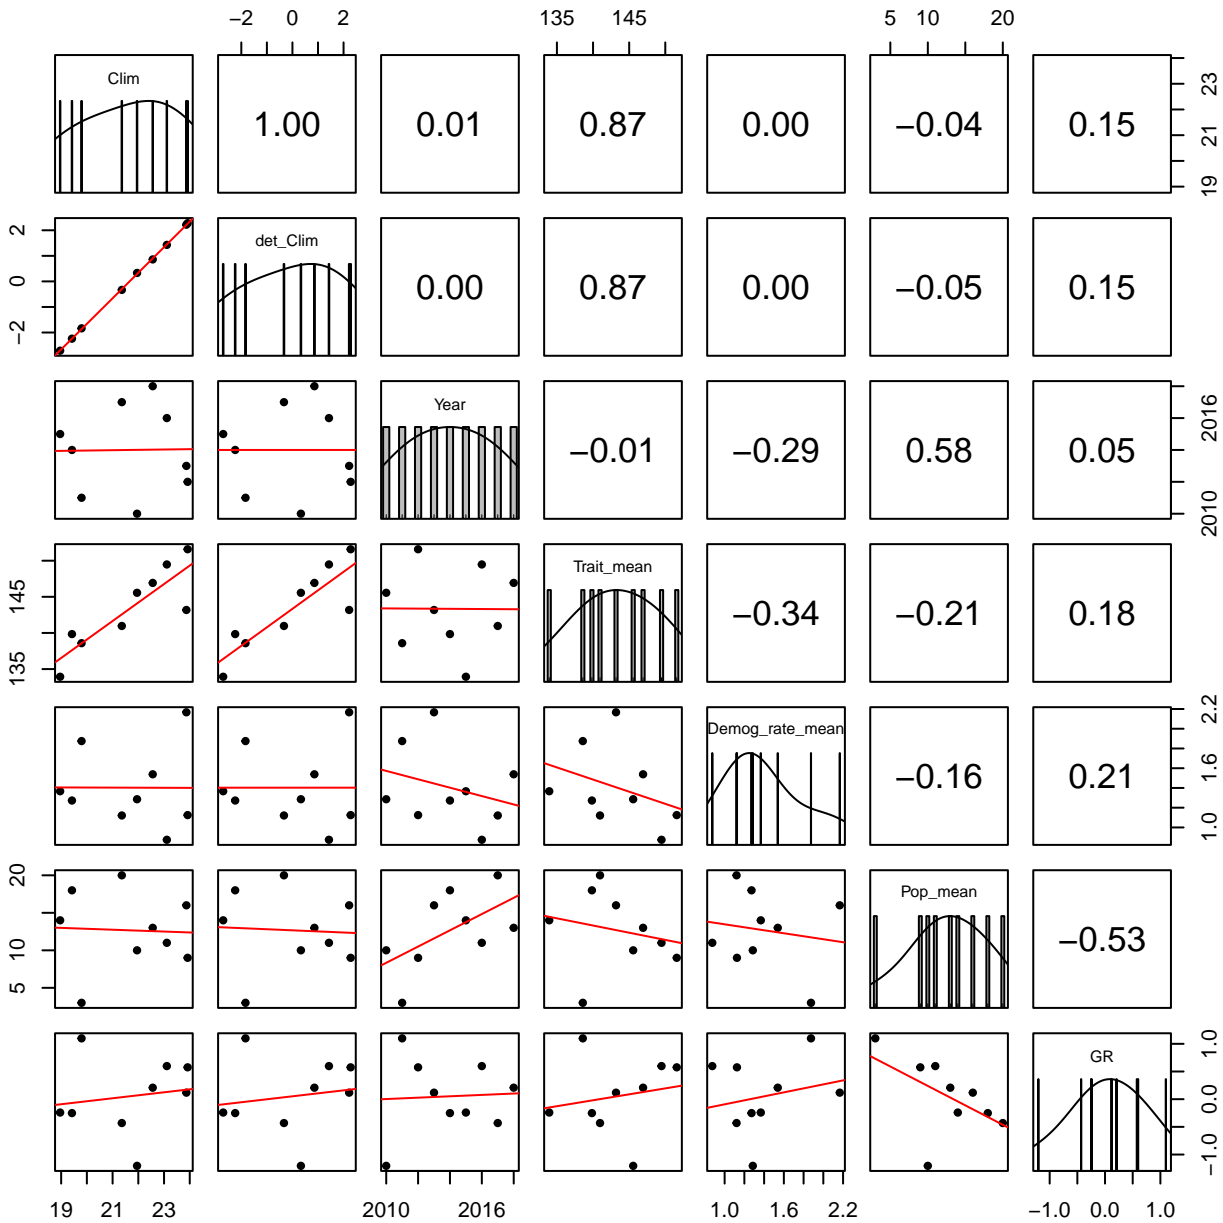 −2 0 2 135 145 5 10 20
Clim 1.00 0.01 0.87 0.00 −0.04 0.15 19 21 23
−2 0 2 det_Clim 0.00 0.87 0.00 −0.05 0.15
Year −0.01 −0.29 0.58 0.05 2010 2016
135 145 Trait_mean −0.34 −0.21 0.18
Demog_rate_mean −0.16 0.21 1.0 1.6 2.2
5 10 20 Pop_mean −0.53
GR −1.0 0.0 1.0
19 21 23 2010 2016 1.0 1.6 2.2 −1.0 0.0 1.0